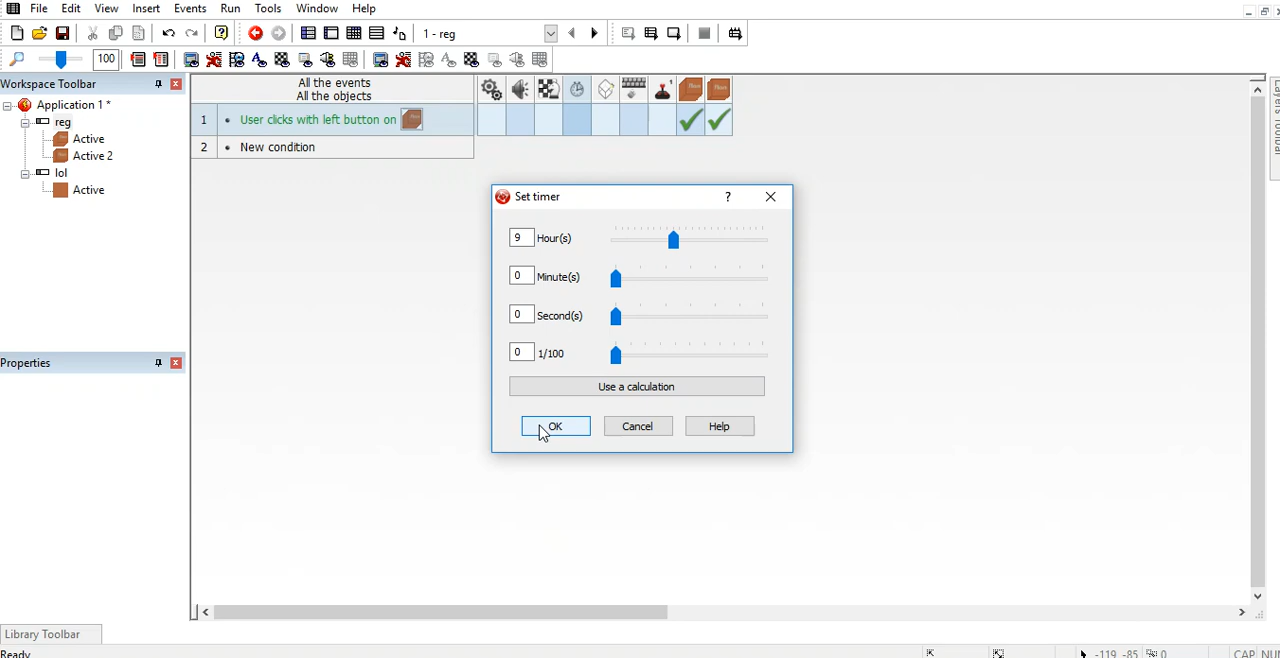 File Edit View Insert Events Run Tools Window Help
100
1 - reg
Workspace Toolbar
Application 1 *
reg
Active
Active 2
lol
Active
Properties
All the events
All the objects
1 • User clicks with left button on
2 • New condition
Set timer ?
9 Hour(s)
0 Minute(s)
0 Second(s)
0 1/100
Use a calculation
OK Cancel Help
Layers Toolbar
Library Toolbar
Ready
-119, -85 0 CAP NUM